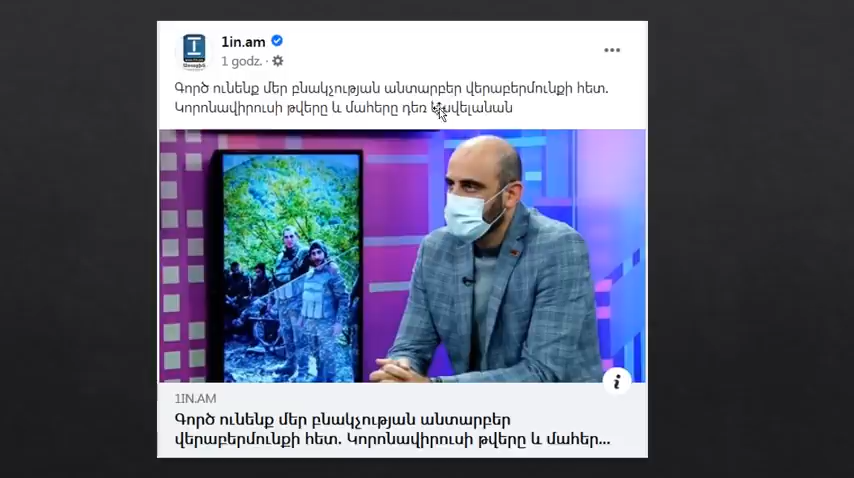 1in.am
1 godz. ·
Գործ ունենք մեր բնակչության անտարբեր վերաբերմունքի հետ.
Կորոնավիրուսի թվերը և մահերը դեռ կավելանան
1IN.AM
Գործ ունենք մեր բնակչության անտարբեր
վերաբերմունքի հետ. Կորոնավիրուսի թվերը և մահեր...